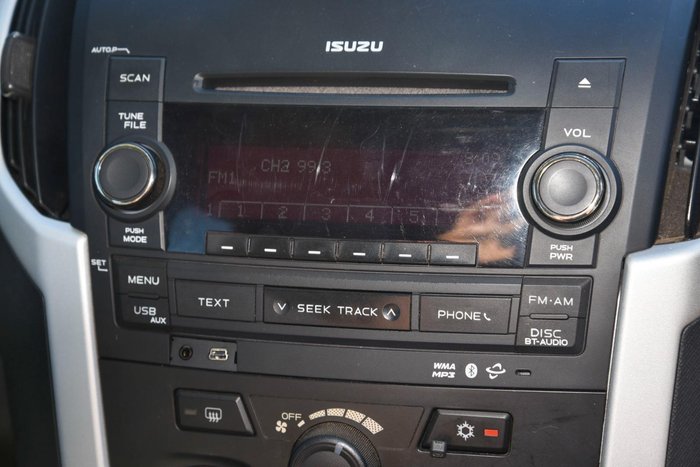 ISUZU
AUTO.P
SCAN
TUNE
FILE
VOL
CH2 99.3
FM1
1 2 3 4 5
PUSH
MODE
PUSH
PWR
SET
MENU
USB
AUX
TEXT
SEEK TRACK
PHONE
FM·AM
DISC
BT-AUDIO
WMA
MP3
OFF